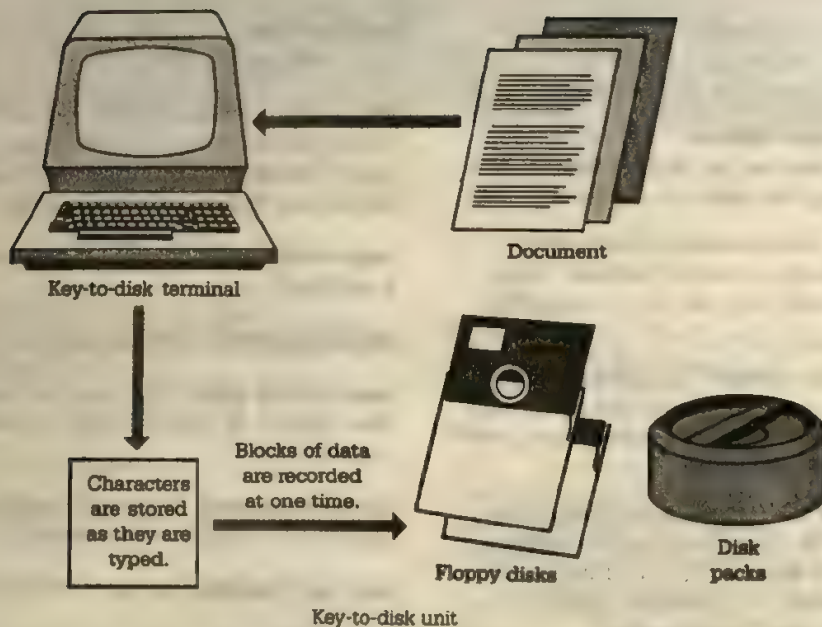 Document
Key-to-disk terminal
Characters
are stored
as they are
typed.
Blocks of data
are recorded
at one time.
Floppy disks
Disk
packs
Key-to-disk unit